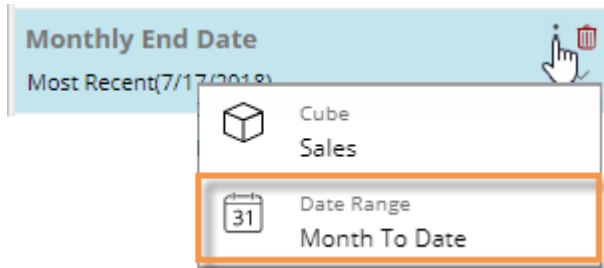 Monthly End Date
Most Recent(7/17/2018)
Cube
Sales
31
Date Range
Month To Date